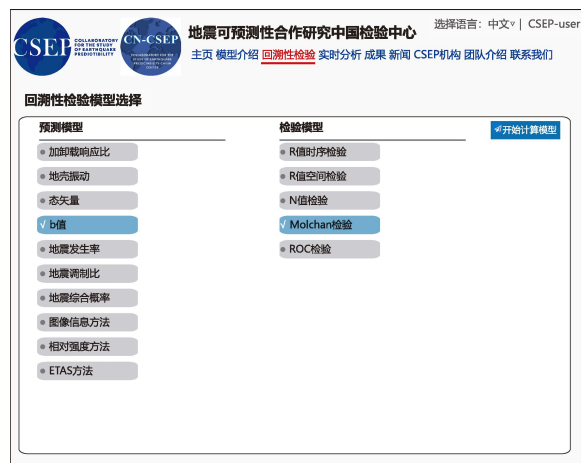 CSEP COLLABORATORY FOR THE STUDY OF EARTHQUAKE PREDICTIBILITY
CN-CSEP
地震可预测性合作研究中国检验中心
选择语言：中文▿ | CSEP-user
主页 模型介绍 回溯性检验 实时分析 成果 新闻 CSEP机构 团队介绍 联系我们
回溯性检验模型选择
预测模型
检验模型
开始计算模型
加卸载响应比
R值时序检验
地壳振动
R值空间检验
态矢量
N值检验
√ b值
√ Molchan检验
地震发生率
ROC检验
地震调制比
地震综合概率
图像信息方法
相对强度方法
ETAS方法